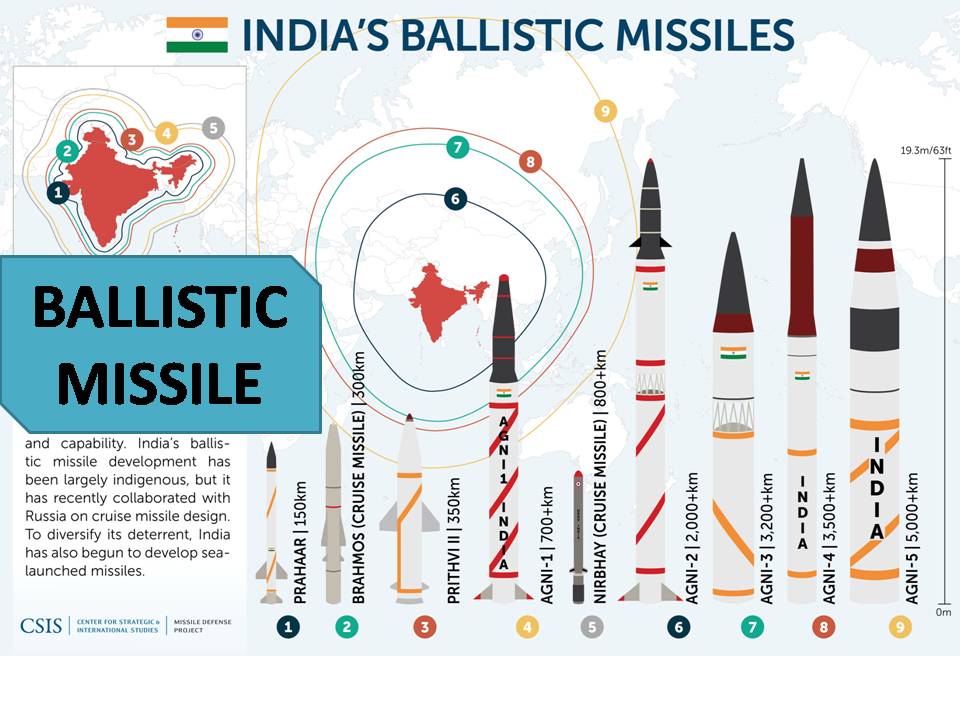 INDIA'S BALLISTIC MISSILES
1
2
3
4
5
6
7
8
9
BALLISTIC
MISSILE
and capability. India's ballis-
tic missile development has
been largely indigenous, but it
has recently collaborated with
Russia on cruise missile design.
To diversify its deterrent, India
has also begun to develop sea-
launched missiles.
CSIS
CENTER FOR STRATEGIC &
INTERNATIONAL STUDIES
MISSILE DEFENSE
PROJECT
PRAHAAR | 150km
BRAHMOS (CRUISE MISSILE) | 300km
PRITHVI II | 350km
AGNI1 INDIA
AGNI-1 | 700+km
NIRBHAY (CRUISE MISSILE) | 800+km
AGNI-2 | 2,000+km
AGNI-3 | 3,200+km
INDIA
AGNI-4 | 3,500+km
INDIA
AGNI-5 | 5,000+km
19.3m/63ft
0m
1
2
3
4
5
6
7
8
9